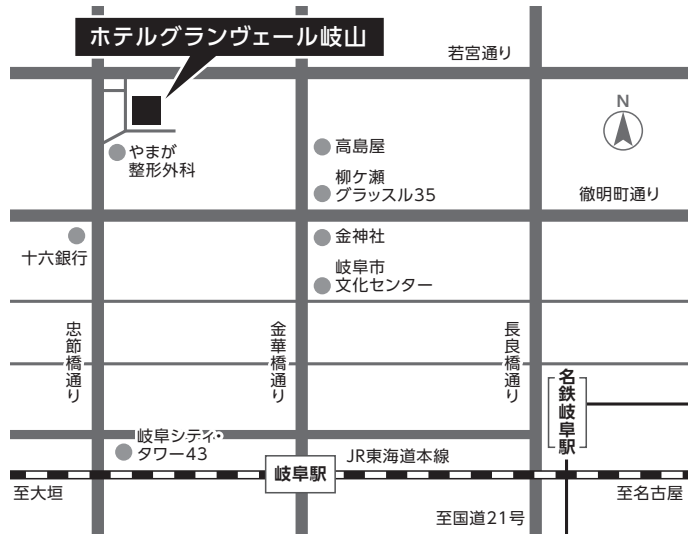 ホテルグランヴェール岐山
若宮通り
N
やまが
整形外科
高島屋
柳ケ瀬
グラッスル35
徹明町通り
十六銀行
金神社
岐阜市
文化センター
忠節橋通り
金華橋通り
長良橋通り
名鉄岐阜駅
岐阜シティ・
タワー43
岐阜駅
JR東海道本線
至大垣
至名古屋
至国道21号